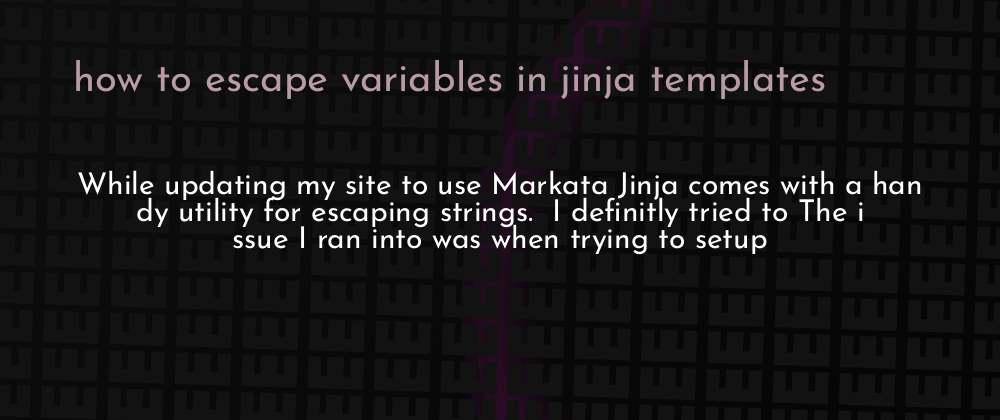 how to escape variables in jinja templates
While updating my site to use Markata Jinja comes with a han
dy utility for escaping strings.  I definitly tried to The i
ssue I ran into was when trying to setup